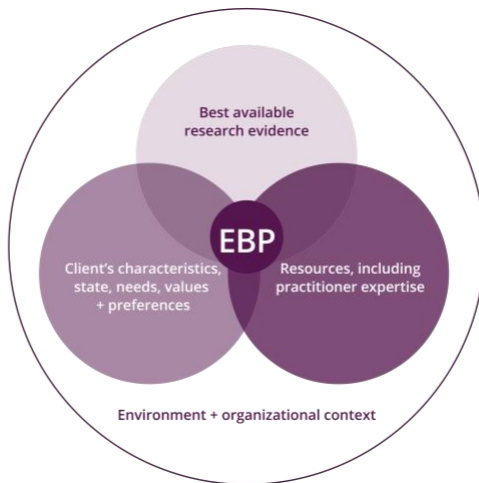 Best available
research evidence
EBP
Client's characteristics,
state, needs, values
+ preferences
Resources, including
practitioner expertise
Environment + organizational context